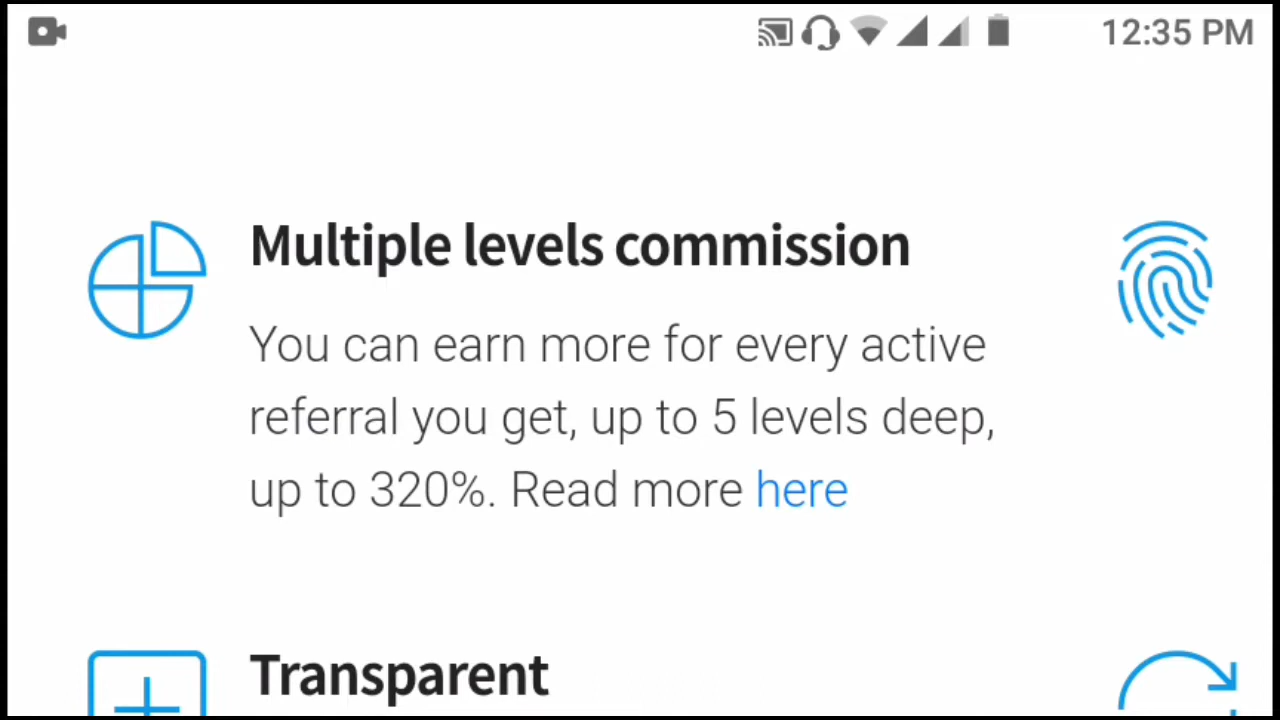 12:35 PM
Multiple levels commission
You can earn more for every active
referral you get, up to 5 levels deep,
up to 320%. Read more here
Transparent